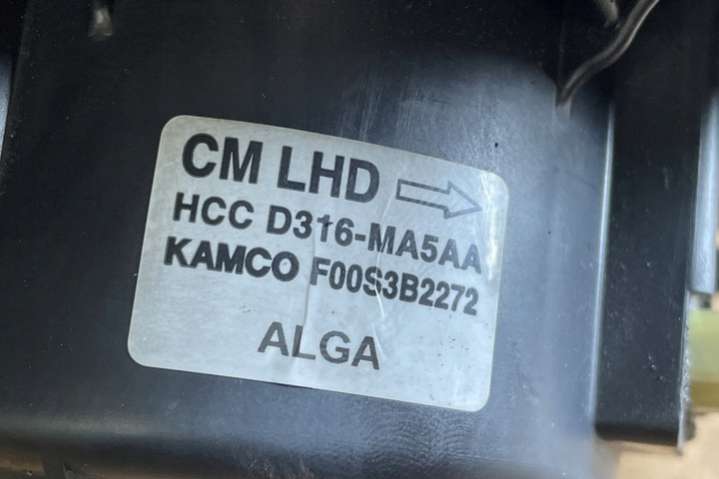 CM LHD
HCC D316-MA5AA
KAMCO F00S3B2272
ALGA